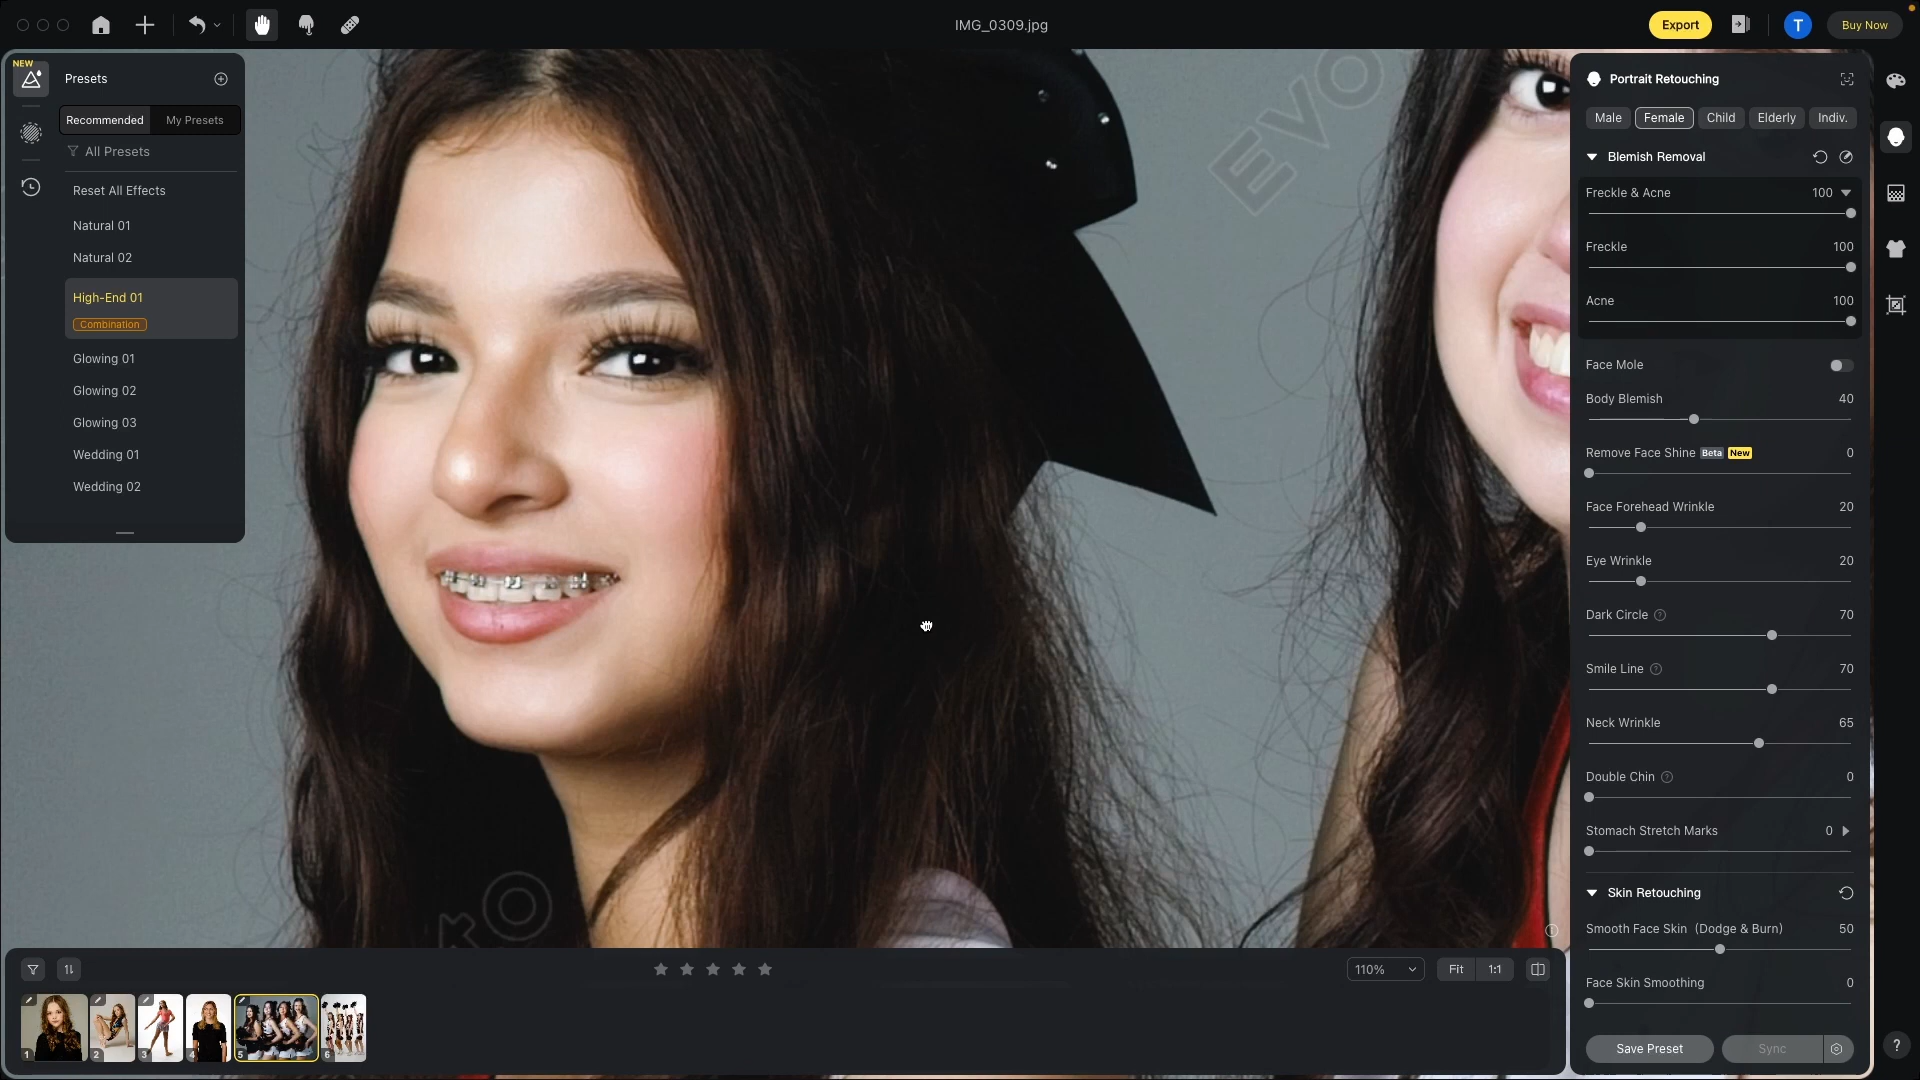 IMG_0309.jpg
Export
T
Buy Now
NEW
Presets
Recommended
My Presets
All Presets
Reset All Effects
Natural 01
Natural 02
High-End 01
Combination
Glowing 01
Glowing 02
Glowing 03
Wedding 01
Wedding 02
EVO
Portrait Retouching
Male
Female
Child
Elderly
Indiv.
Blemish Removal
Freckle & Acne 100
Freckle 100
Acne 100
Face Mole
Body Blemish 40
Remove Face Shine Beta New 0
Face Forehead Wrinkle 20
Eye Wrinkle 20
Dark Circle ? 70
Smile Line ? 70
Neck Wrinkle 65
Double Chin ? 0
Stomach Stretch Marks 0
Skin Retouching
Smooth Face Skin (Dodge & Burn) 50
Face Skin Smoothing 0
Save Preset
Sync
?
110%
Fit
1:1
1
2
3
4
5
6